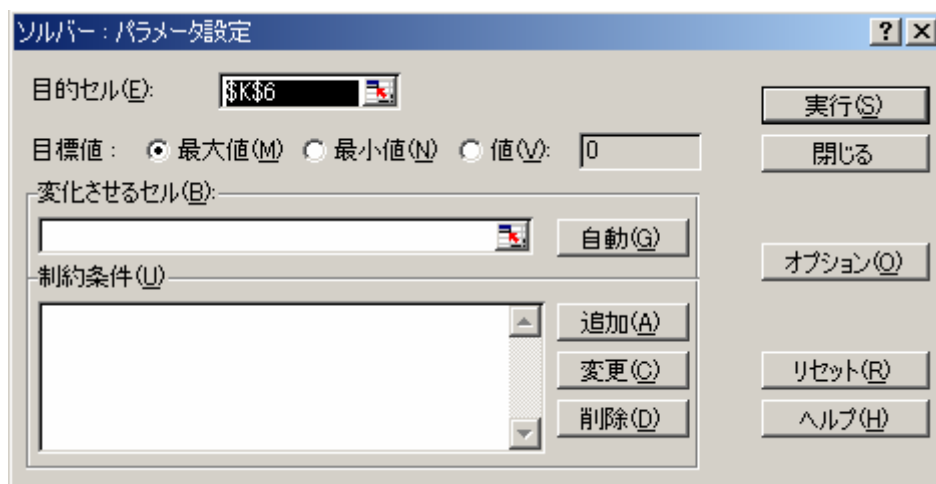 ソルバー : パラメータ設定
目的セル(E): $K$6
実行(S)
目標値 : 最大値(M) 最小値(N) 値(V): 0
閉じる
変化させるセル(B):
自動(G)
オプション(O)
制約条件(U)
追加(A)
変更(C)
リセット(R)
削除(D)
ヘルプ(H)